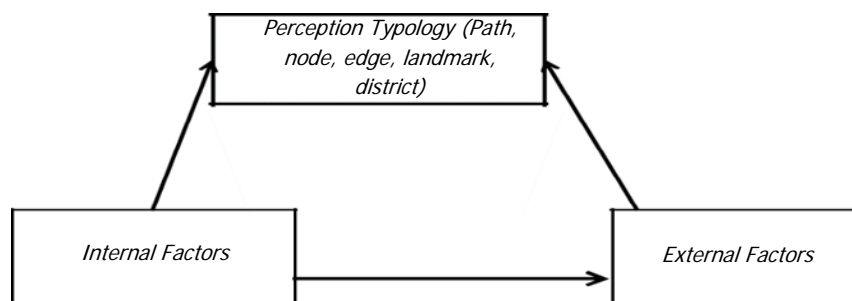 Perception Typology (Path,
node, edge, landmark,
district)
Internal Factors
External Factors